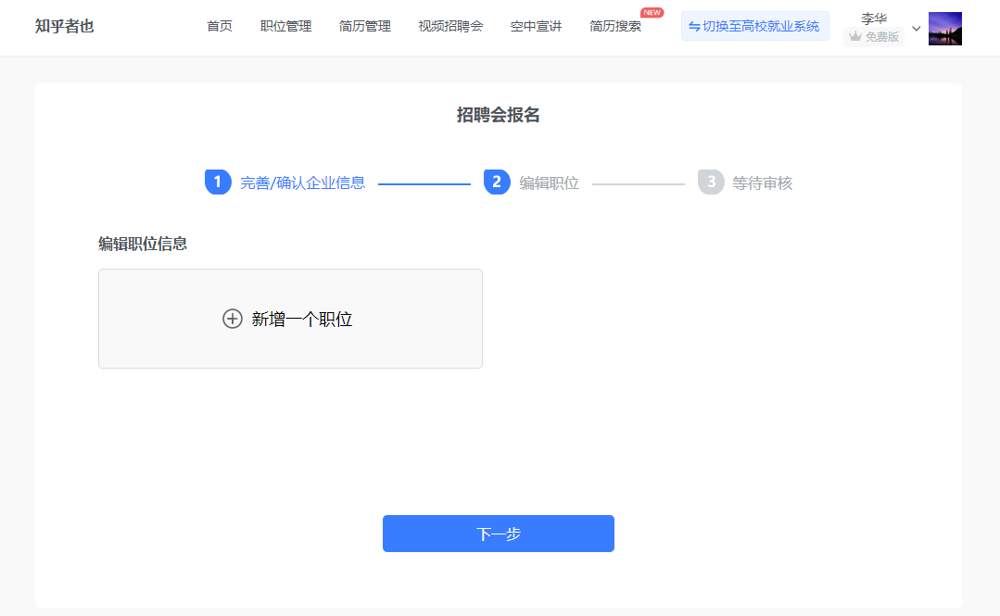 知乎者也
首页 职位管理 简历管理 视频招聘会 空中宣讲 简历搜索 NEW
切换至高校就业系统
李华
免费版
招聘会报名
1 完善/确认企业信息 2 编辑职位 3 等待审核
编辑职位信息
新增一个职位
下一步